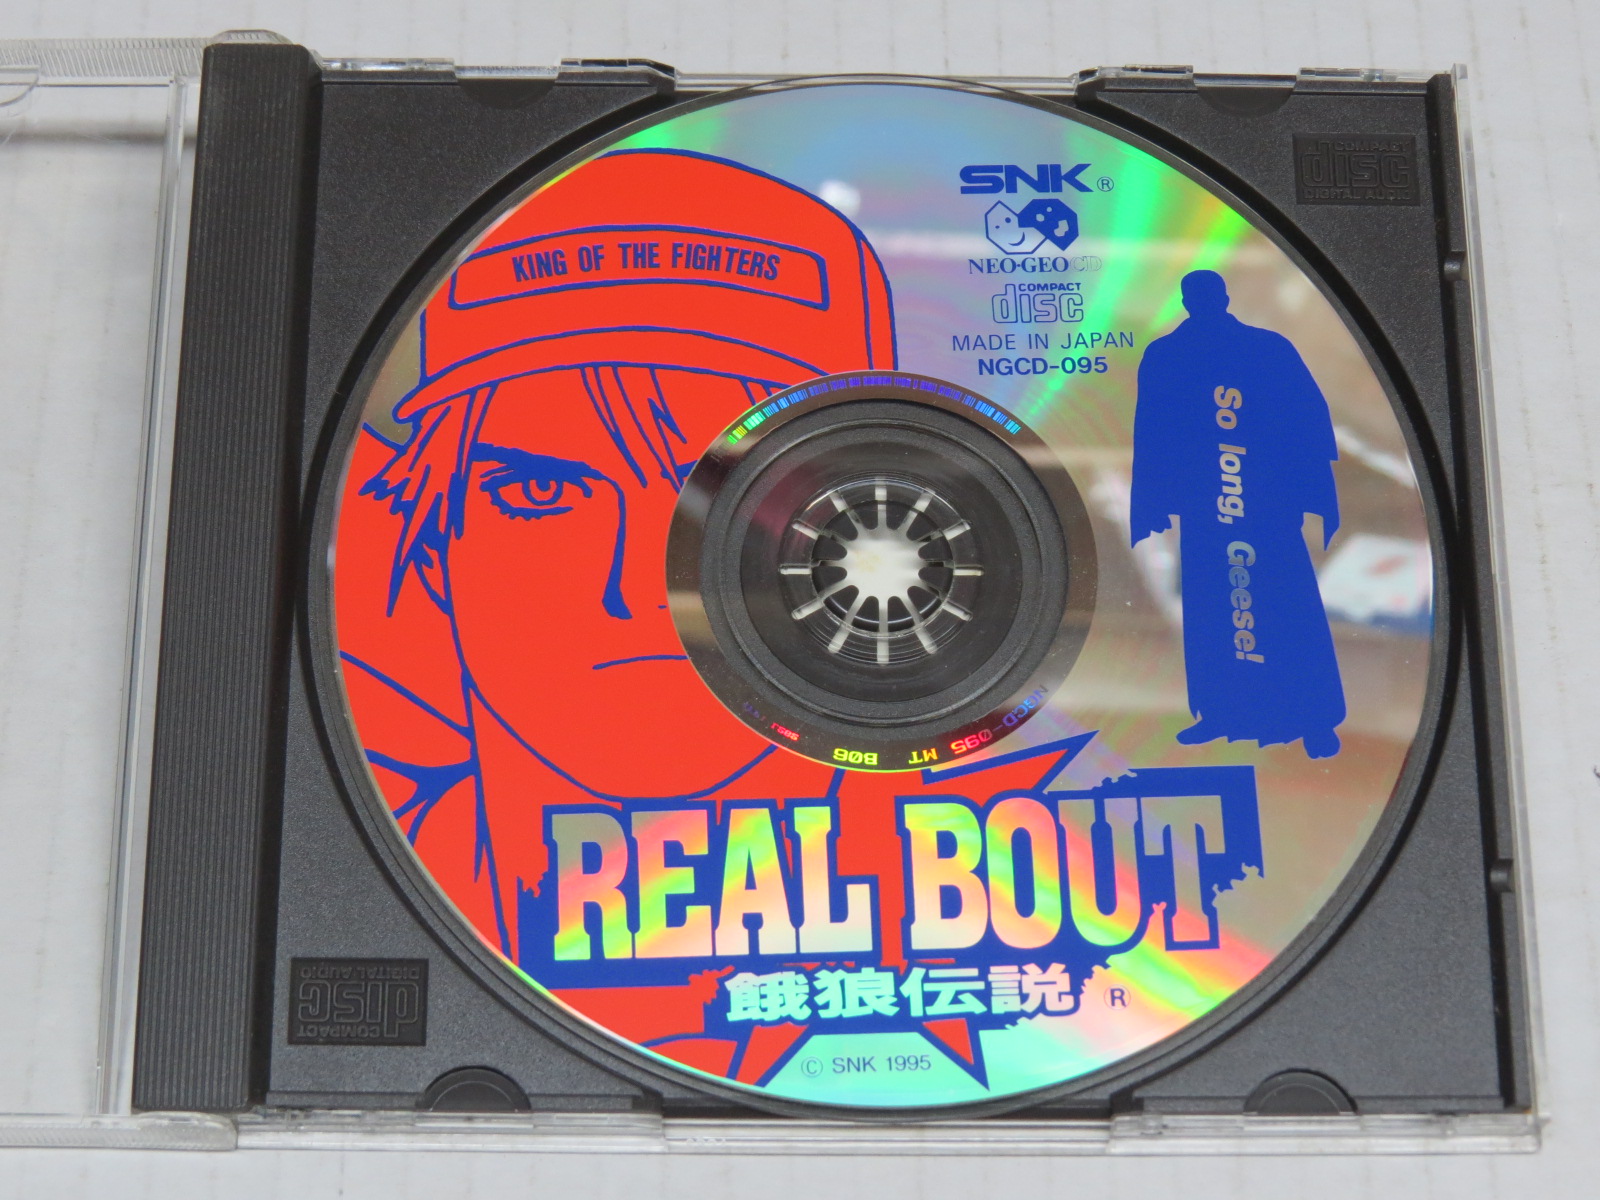 KING OF THE FIGHTERS
SNK®
NEO·GEO CD
COMPACT
disc
MADE IN JAPAN
NGCD-095
So long, Geese!
NGCD-095 MT B06
REAL BOUT
餓狼伝説 ®
© SNK 1995
COMPACT
disc
DIGITAL AUDIO
COMPACT
disc
DIGITAL AUDIO